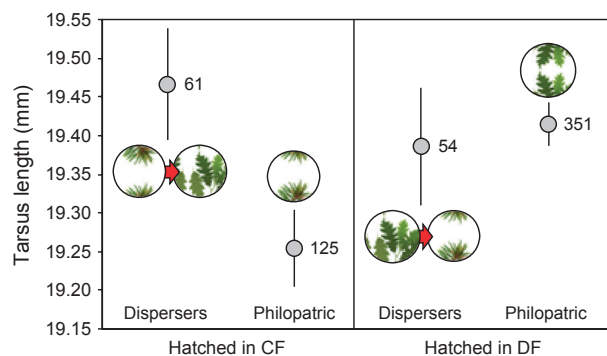 Tarsus length (mm)
19.55
19.50
19.45
19.40
19.35
19.30
19.25
19.20
19.15
61
125
54
351
Dispersers
Philopatric
Dispersers
Philopatric
Hatched in CF
Hatched in DF